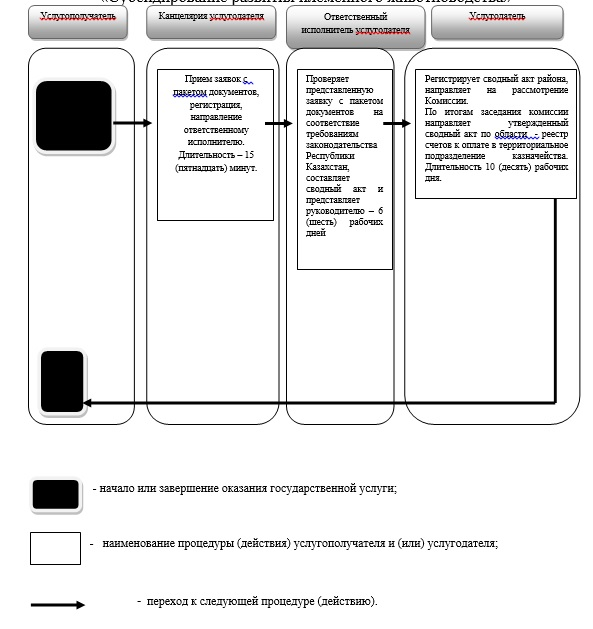 «Субсидирование развития племенного животноводства»
Услугополучатель
Канцелярия услугодателя
Ответственный
исполнитель услугодателя
Услугодатель
Прием заявок с
пакетом документов,
регистрация,
направление
ответственному
исполнителю.
Длительность – 15
(пятнадцать) минут.
Проверяет
представленную
заявку с пакетом
документов на
соответствие
требованиям
законодательства
Республики
Казахстан,
составляет
сводный акт и
представляет
руководителю – 6
(шесть) рабочих
дней
Регистрирует сводный акт района,
направляет на рассмотрение
Комиссии.
По итогам заседания комиссии
направляет утвержденный
сводный акт по области - реестр
счетов к оплате в территориальное
подразделение казначейства.
Длительность 10 (десять) рабочих
дня.
- начало или завершение оказания государственной услуги;
- наименование процедуры (действия) услугополучателя и (или) услугодателя;
- переход к следующей процедуре (действию).